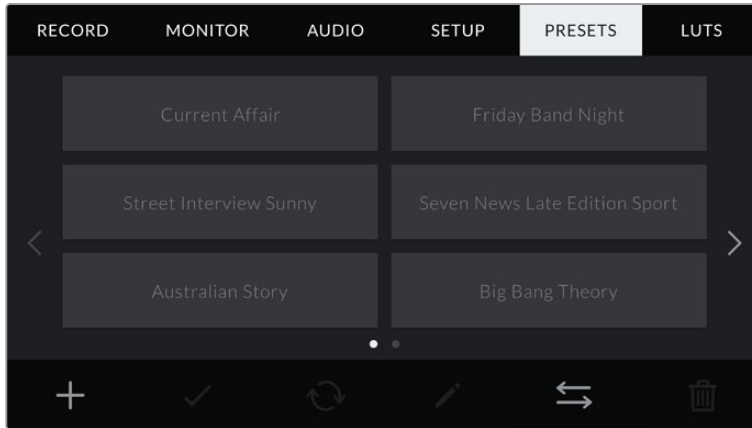 RECORD MONITOR AUDIO SETUP PRESETS LUTS
Current Affair Friday Band Night
Street Interview Sunny Seven News Late Edition Sport
Australian Story Big Bang Theory